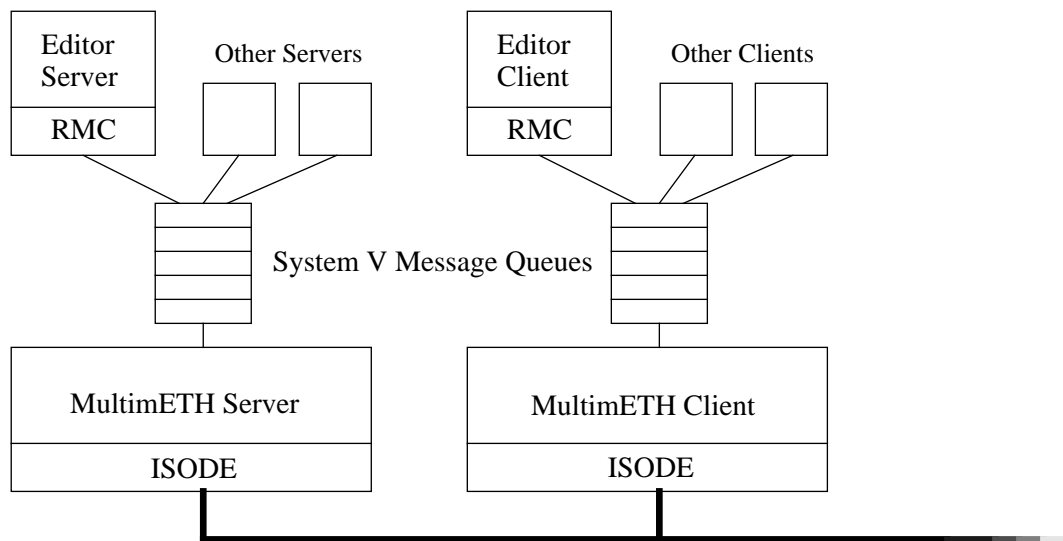 Editor
Server
RMC
Other Servers
Editor
Client
RMC
Other Clients
System V Message Queues
MultimETH Server
ISODE
MultimETH Client
ISODE